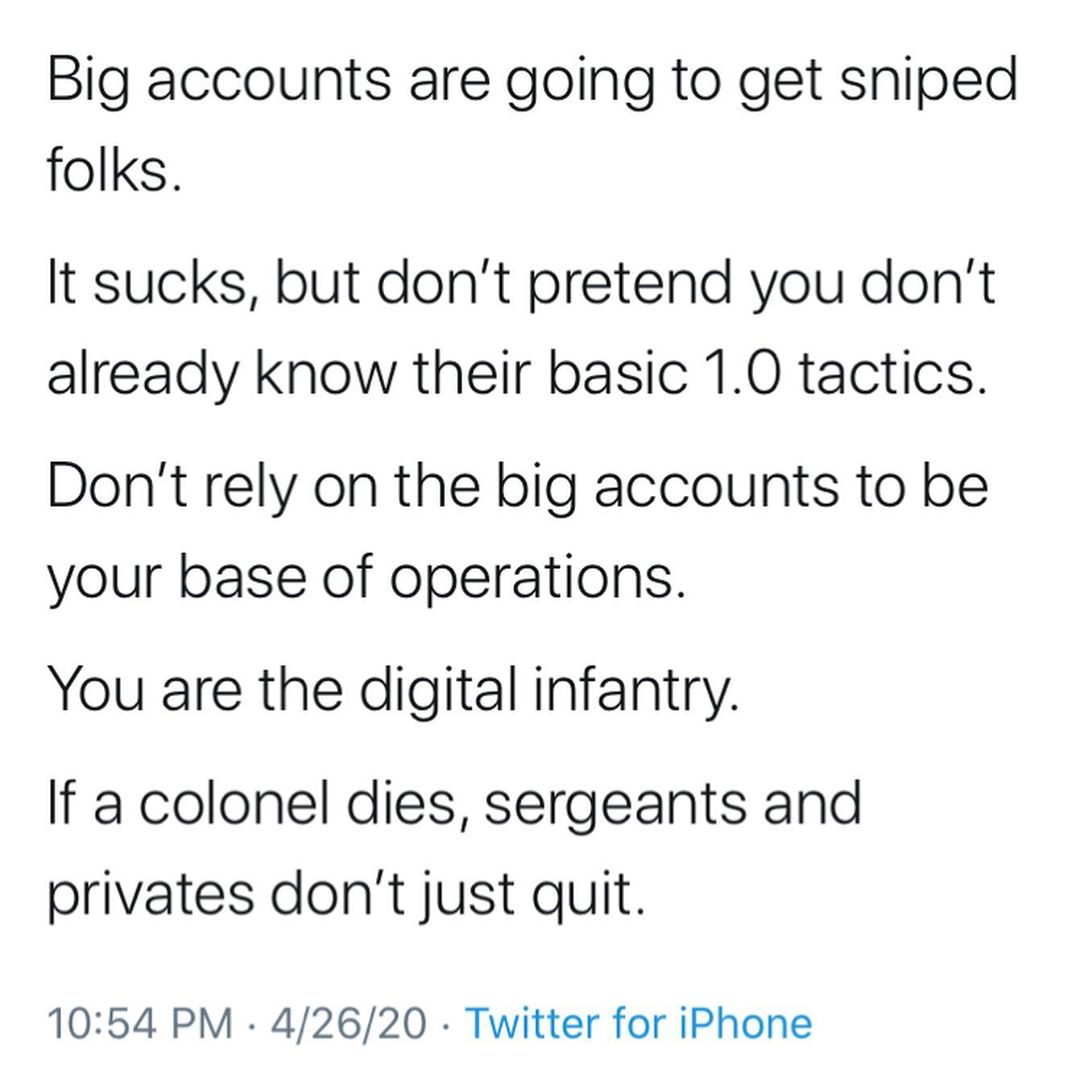 Big accounts are going to get sniped
folks.
It sucks, but don’t pretend you don’t
already know their basic 1.0 tactics.
Don’t rely on the big accounts to be
your base of operations.
You are the digital infantry.
If a colonel dies, sergeants and
privates don’t just quit.
10:54 PM · 4/26/20 · Twitter for iPhone